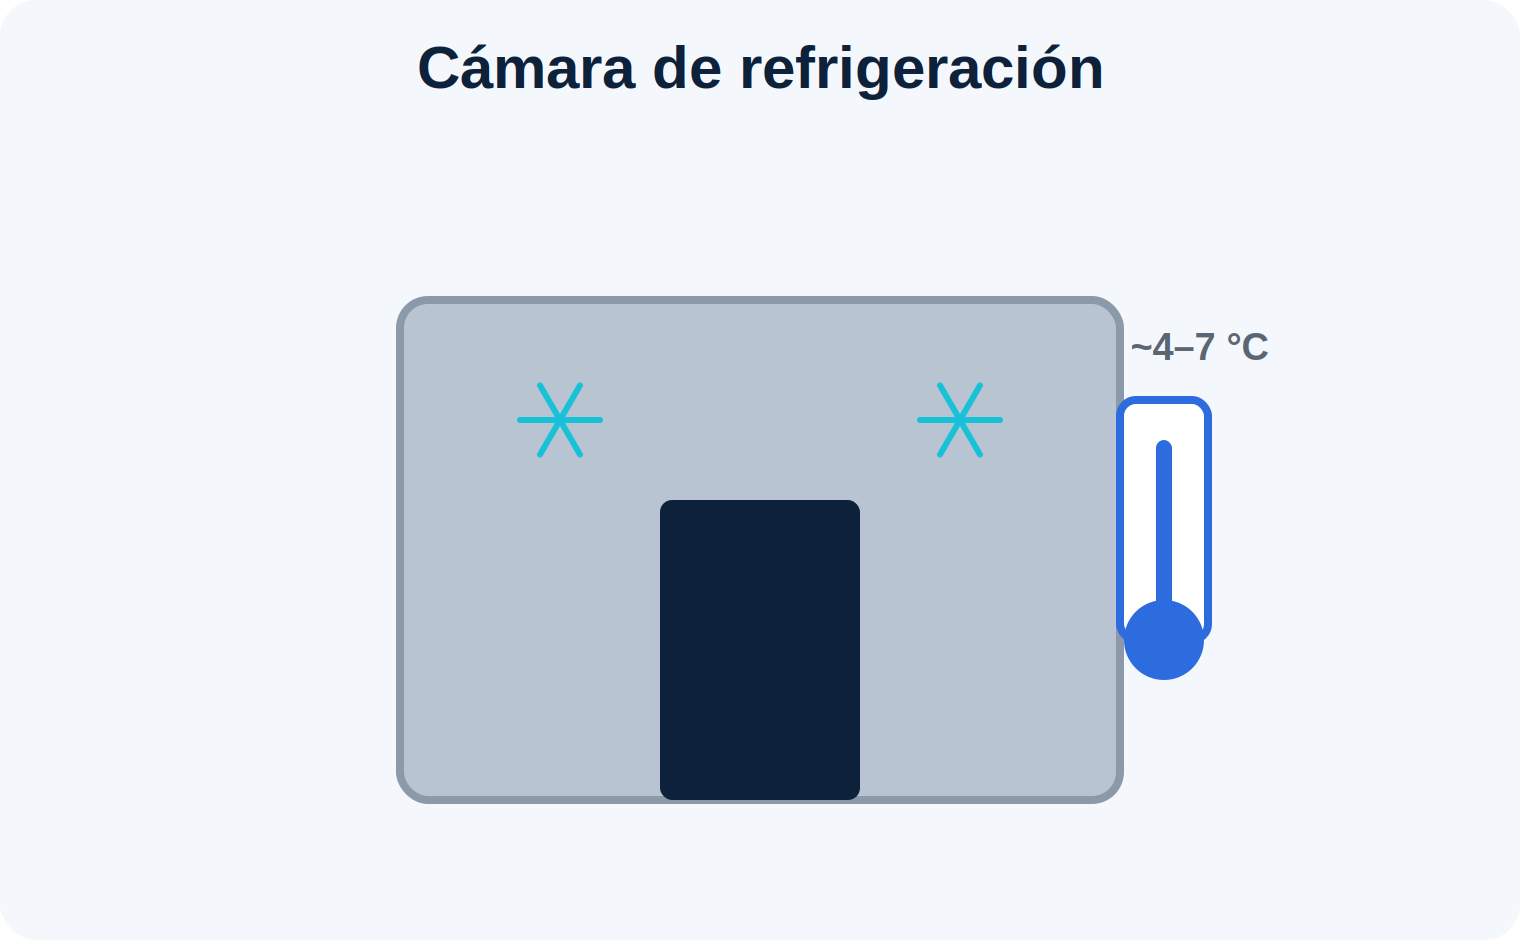 Cámara de refrigeración
~4–7 °C